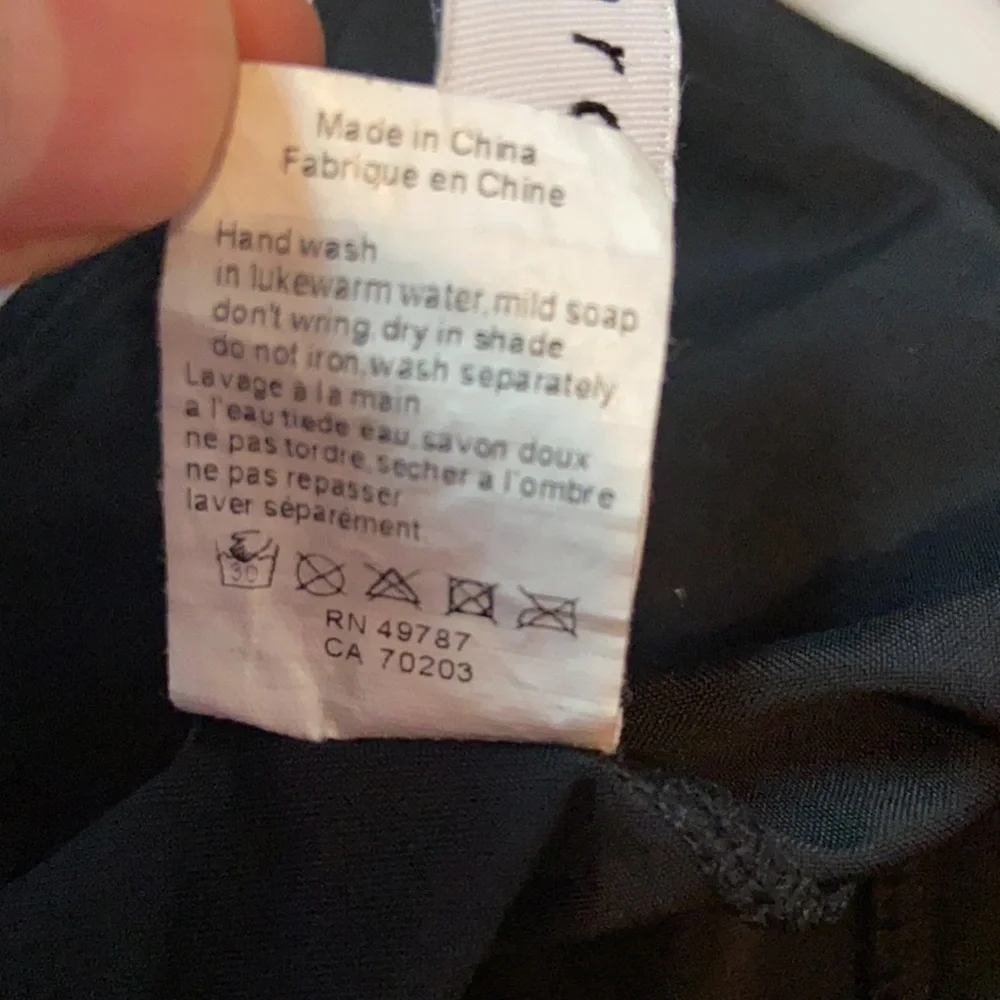 Made in China
Fabrique en Chine
Hand wash
in lukewarm water, mild soap
don't wring, dry in shade
do not iron, wash separately
Lavage à la main
a l'eau tiede eau, savon doux
ne pas tordre, secher a l'ombre
ne pas repasser
laver séparément
30
RN 49787
CA 70203